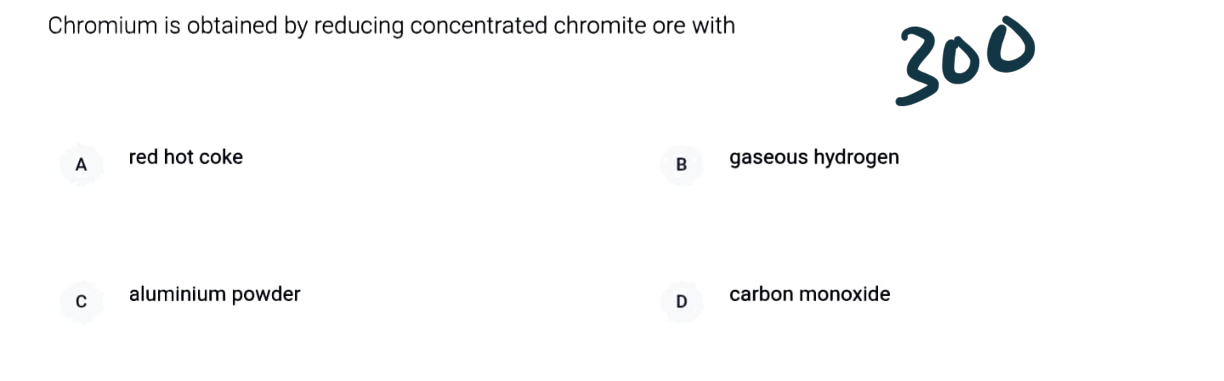 Chromium is obtained by reducing concentrated chromite ore with
300
A red hot coke
B gaseous hydrogen
C aluminium powder
D carbon monoxide